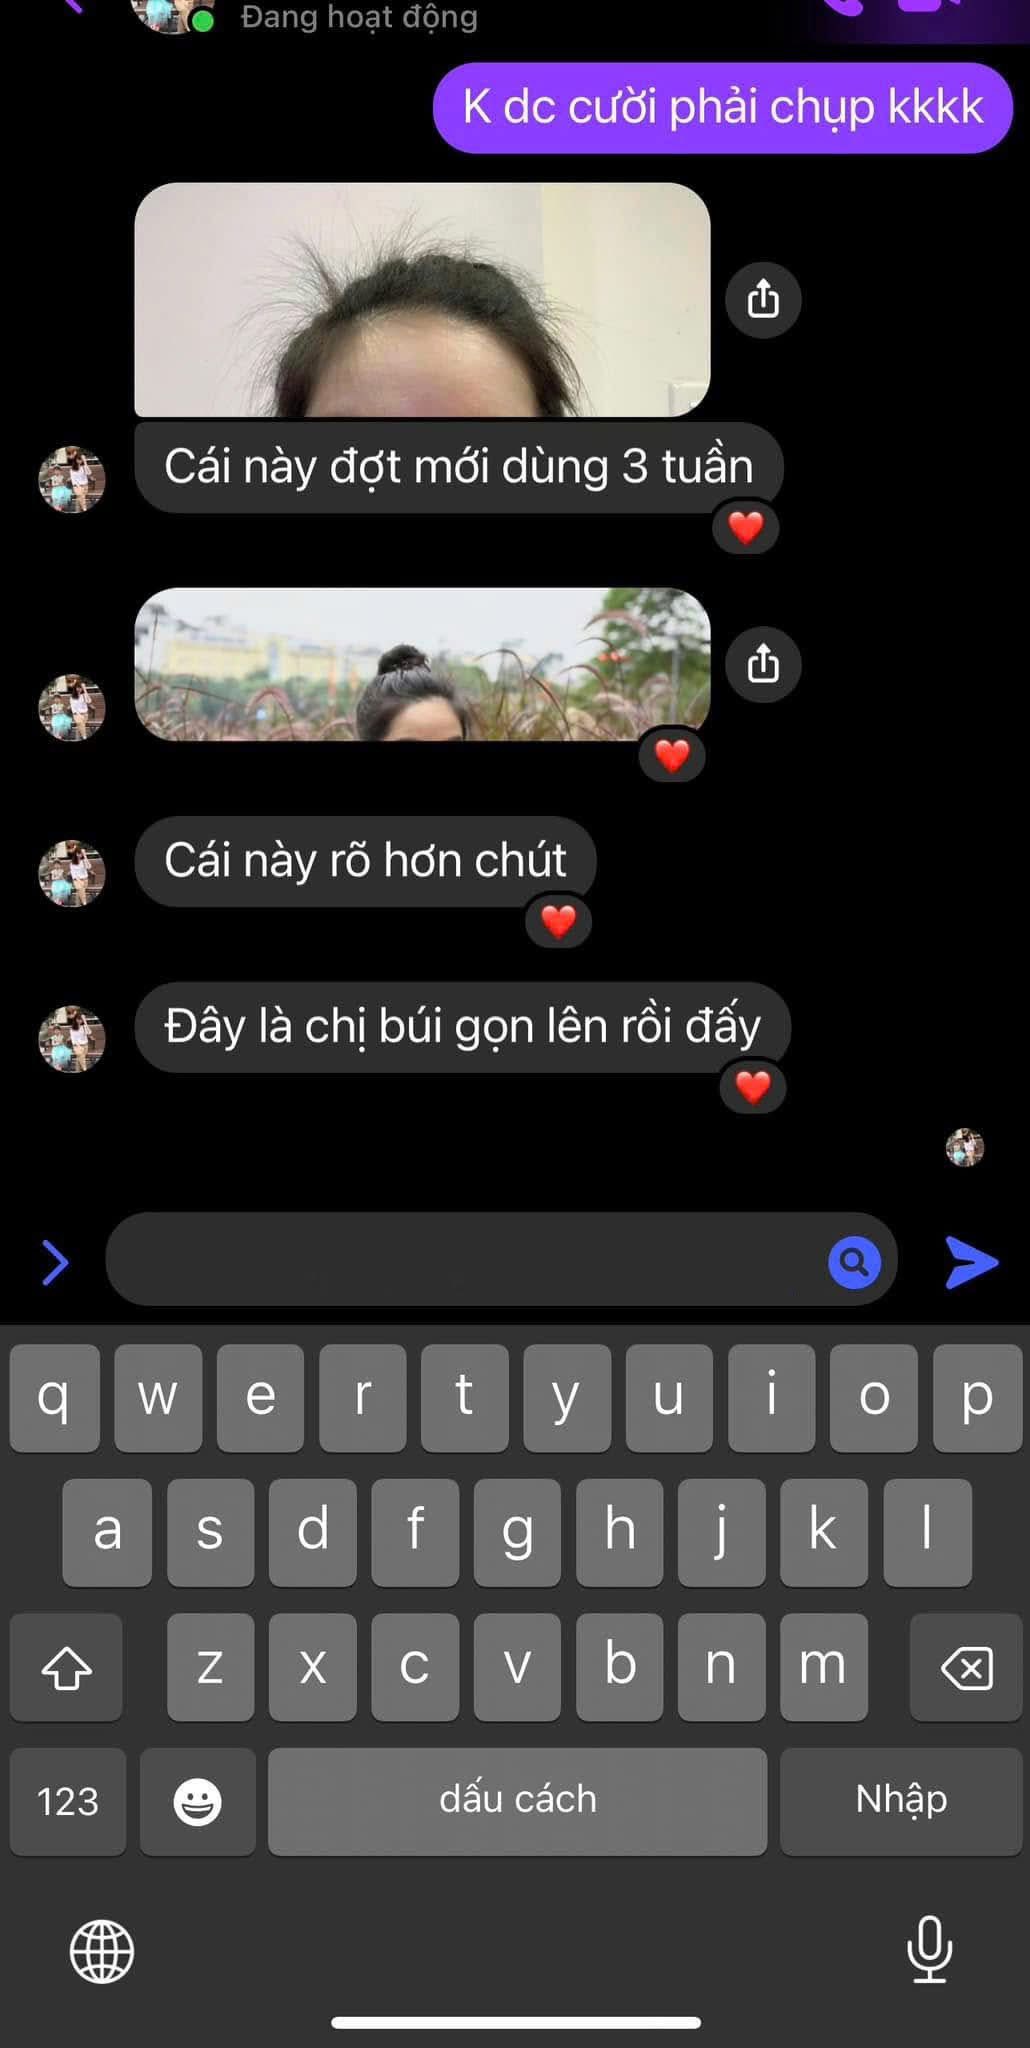 Đang hoạt động
K dc cười phải chụp kkkk
Cái này đợt mới dùng 3 tuần
Cái này rõ hơn chút
Đây là chị búi gọn lên rồi đấy
q w e r t y u i o p
a s d f g h j k l
z x c v b n m
123 dấu cách Nhập